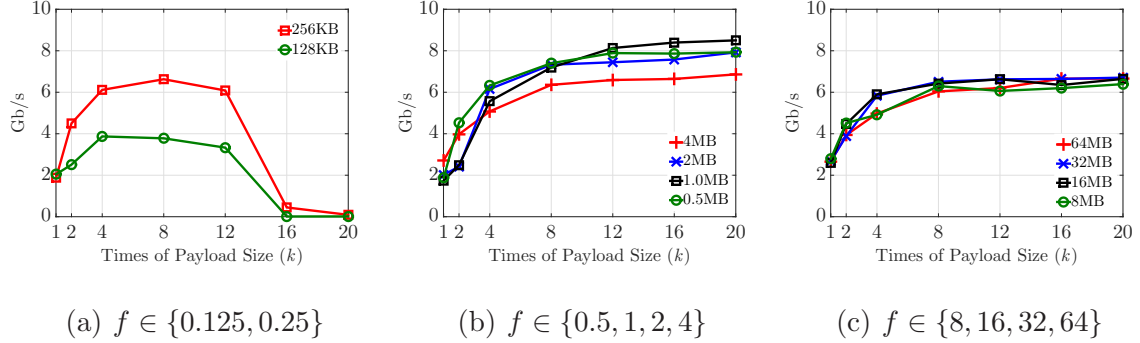 10
8
6
4
2
0
Gb/s
256KB
128KB
1 2 4 8 12 16 20
Times of Payload Size (k)
(a) f ∈ {0.125, 0.25}
10
8
6
4
2
0
Gb/s
4MB
2MB
1.0MB
0.5MB
1 2 4 8 12 16 20
Times of Payload Size (k)
(b) f ∈ {0.5, 1, 2, 4}
10
8
6
4
2
0
Gb/s
64MB
32MB
16MB
8MB
1 2 4 8 12 16 20
Times of Payload Size (k)
(c) f ∈ {8, 16, 32, 64}